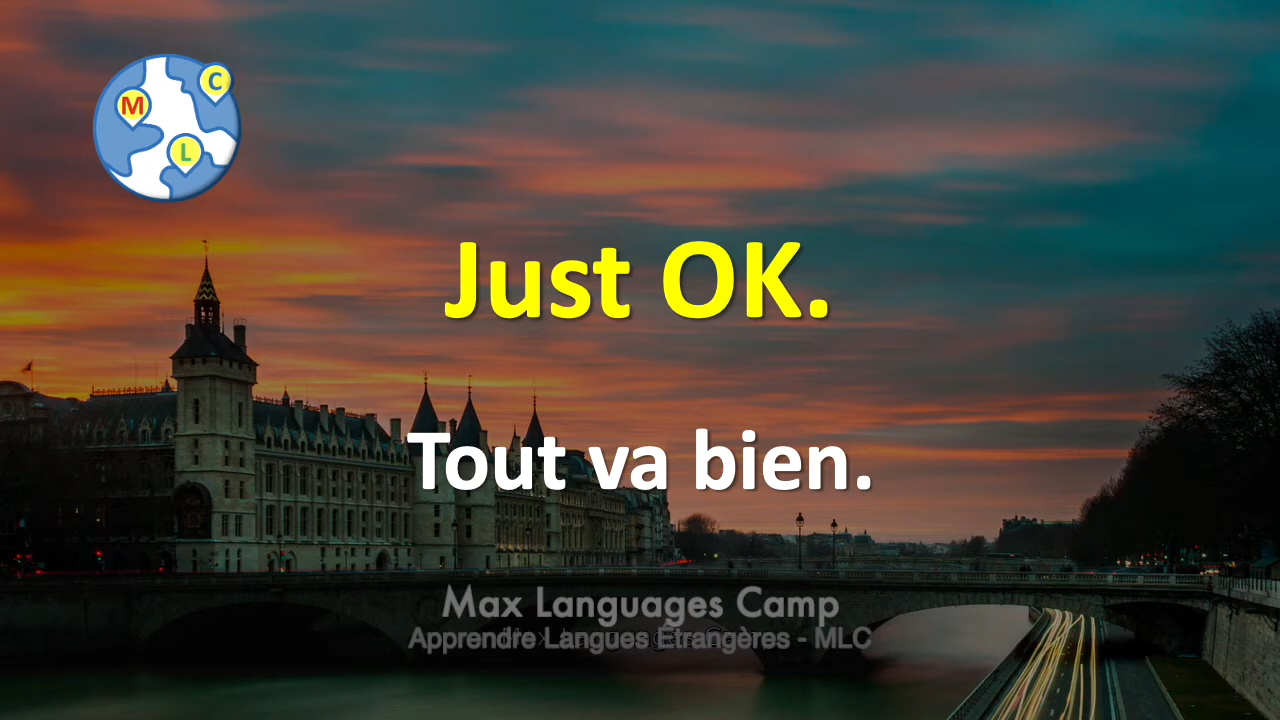 M
C
L
Just OK.
Tout va bien.
Max Languages Camp
Apprendre Langues Étrangères - MLC